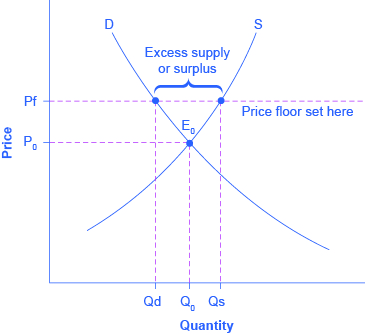 D
S
Excess supply
or surplus
Pf
Price floor set here
E₀
P₀
Price
Qd
Q₀
Qs
Quantity